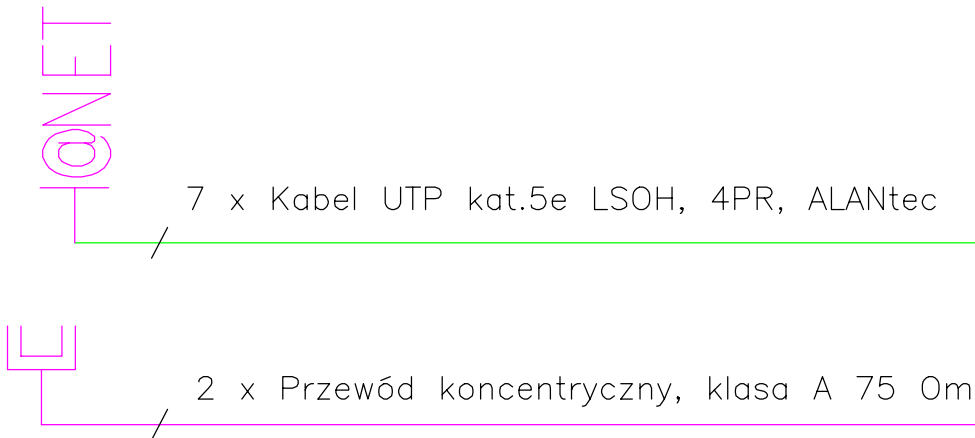 @NET
7 x Kabel UTP kat.5e LSOH, 4PR, ALANtec
2 x Przewód koncentryczny, klasa A 75 Om